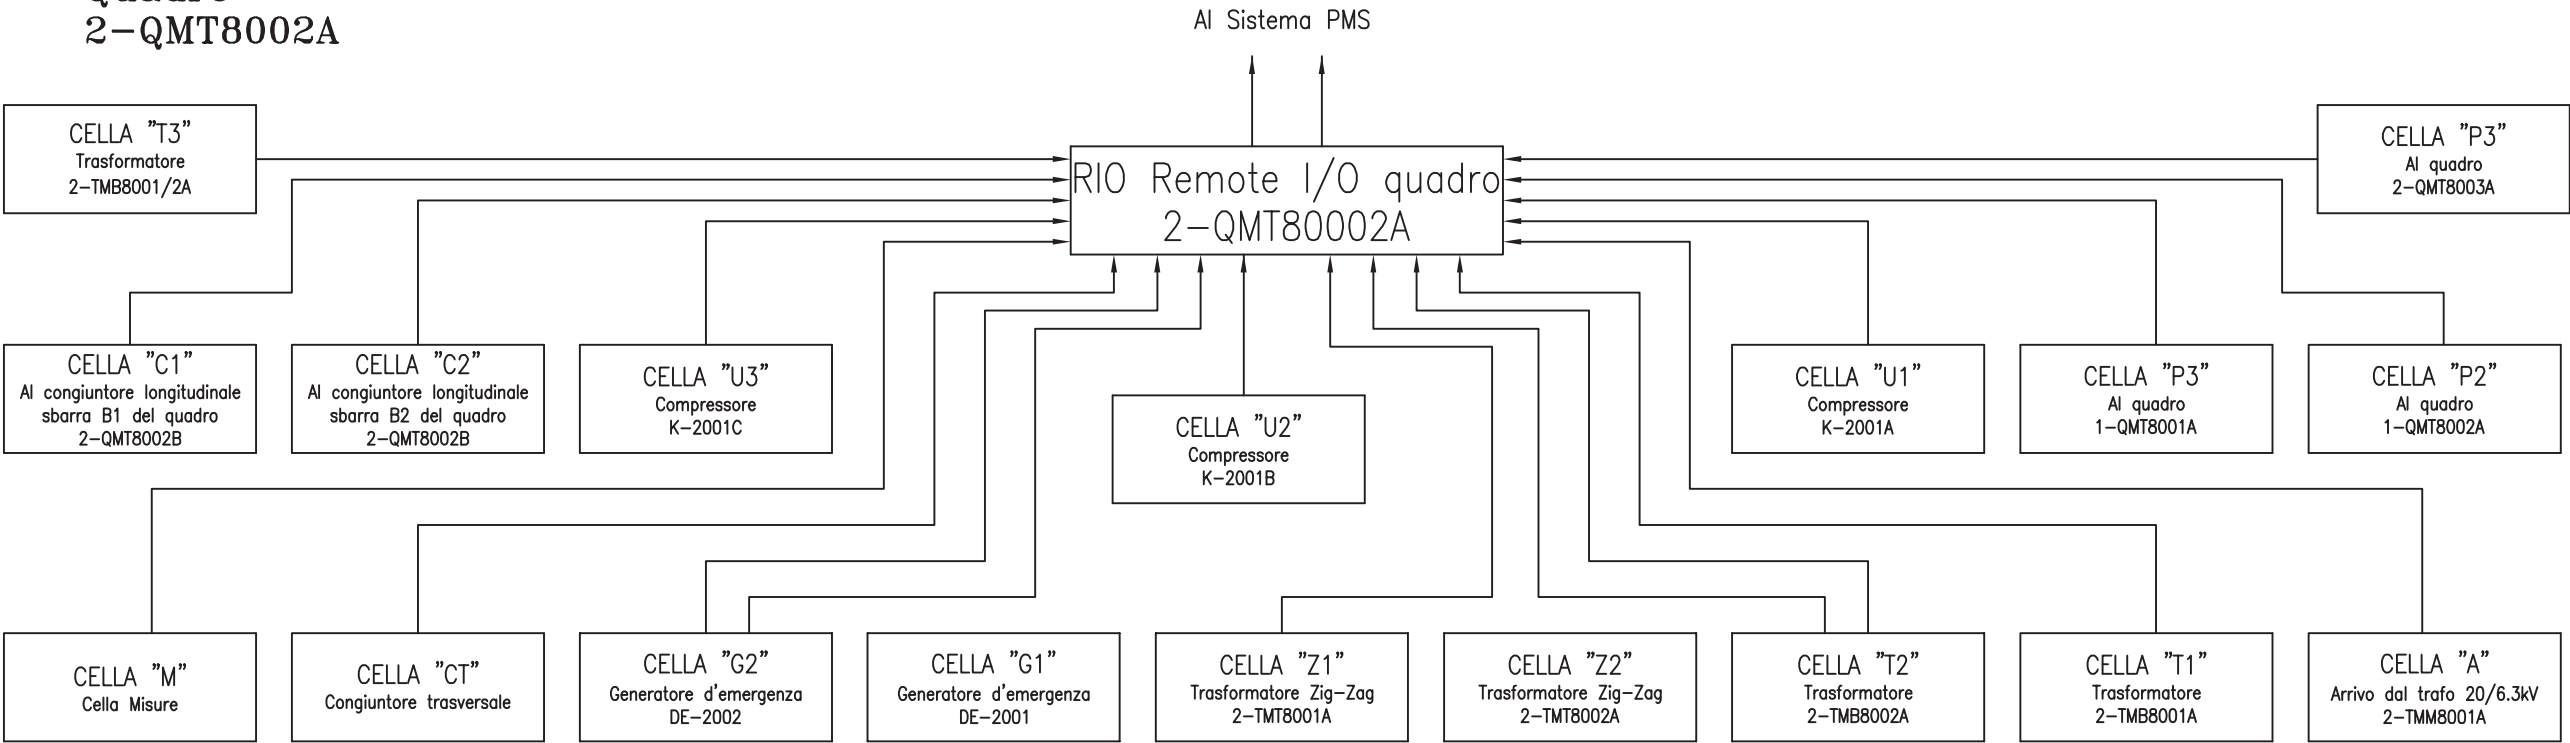 Quadro
2-QMT8002A
Al Sistema PMS
CELLA "T3"
Trasformatore
2-TMB8001/2A
RIO Remote I/O quadro
2-QMT80002A
CELLA "P3"
Al quadro
2-QMT8003A
CELLA "C1"
Al congiuntore longitudinale
sbarra B1 del quadro
2-QMT8002B
CELLA "C2"
Al congiuntore longitudinale
sbarra B2 del quadro
2-QMT8002B
CELLA "U3"
Compressore
K-2001C
CELLA "U2"
Compressore
K-2001B
CELLA "U1"
Compressore
K-2001A
CELLA "P3"
Al quadro
1-QMT8001A
CELLA "P2"
Al quadro
1-QMT8002A
CELLA "M"
Cella Misure
CELLA "CT"
Congiuntore trasversale
CELLA "G2"
Generatore d'emergenza
DE-2002
CELLA "G1"
Generatore d'emergenza
DE-2001
CELLA "Z1"
Trasformatore Zig-Zag
2-TMT8001A
CELLA "Z2"
Trasformatore Zig-Zag
2-TMT8002A
CELLA "T2"
Trasformatore
2-TMB8002A
CELLA "T1"
Trasformatore
2-TMB8001A
CELLA "A"
Arrivo dal trafo 20/6.3kV
2-TMM8001A